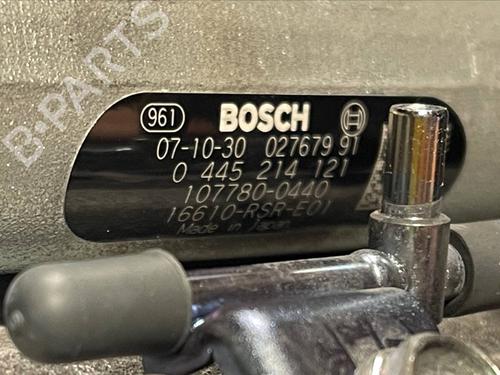 B-PARTS
961 BOSCH
07-10-30 027679 91
0 445 214 121
107780-0440
16610-RSR-E01
Made in Japan